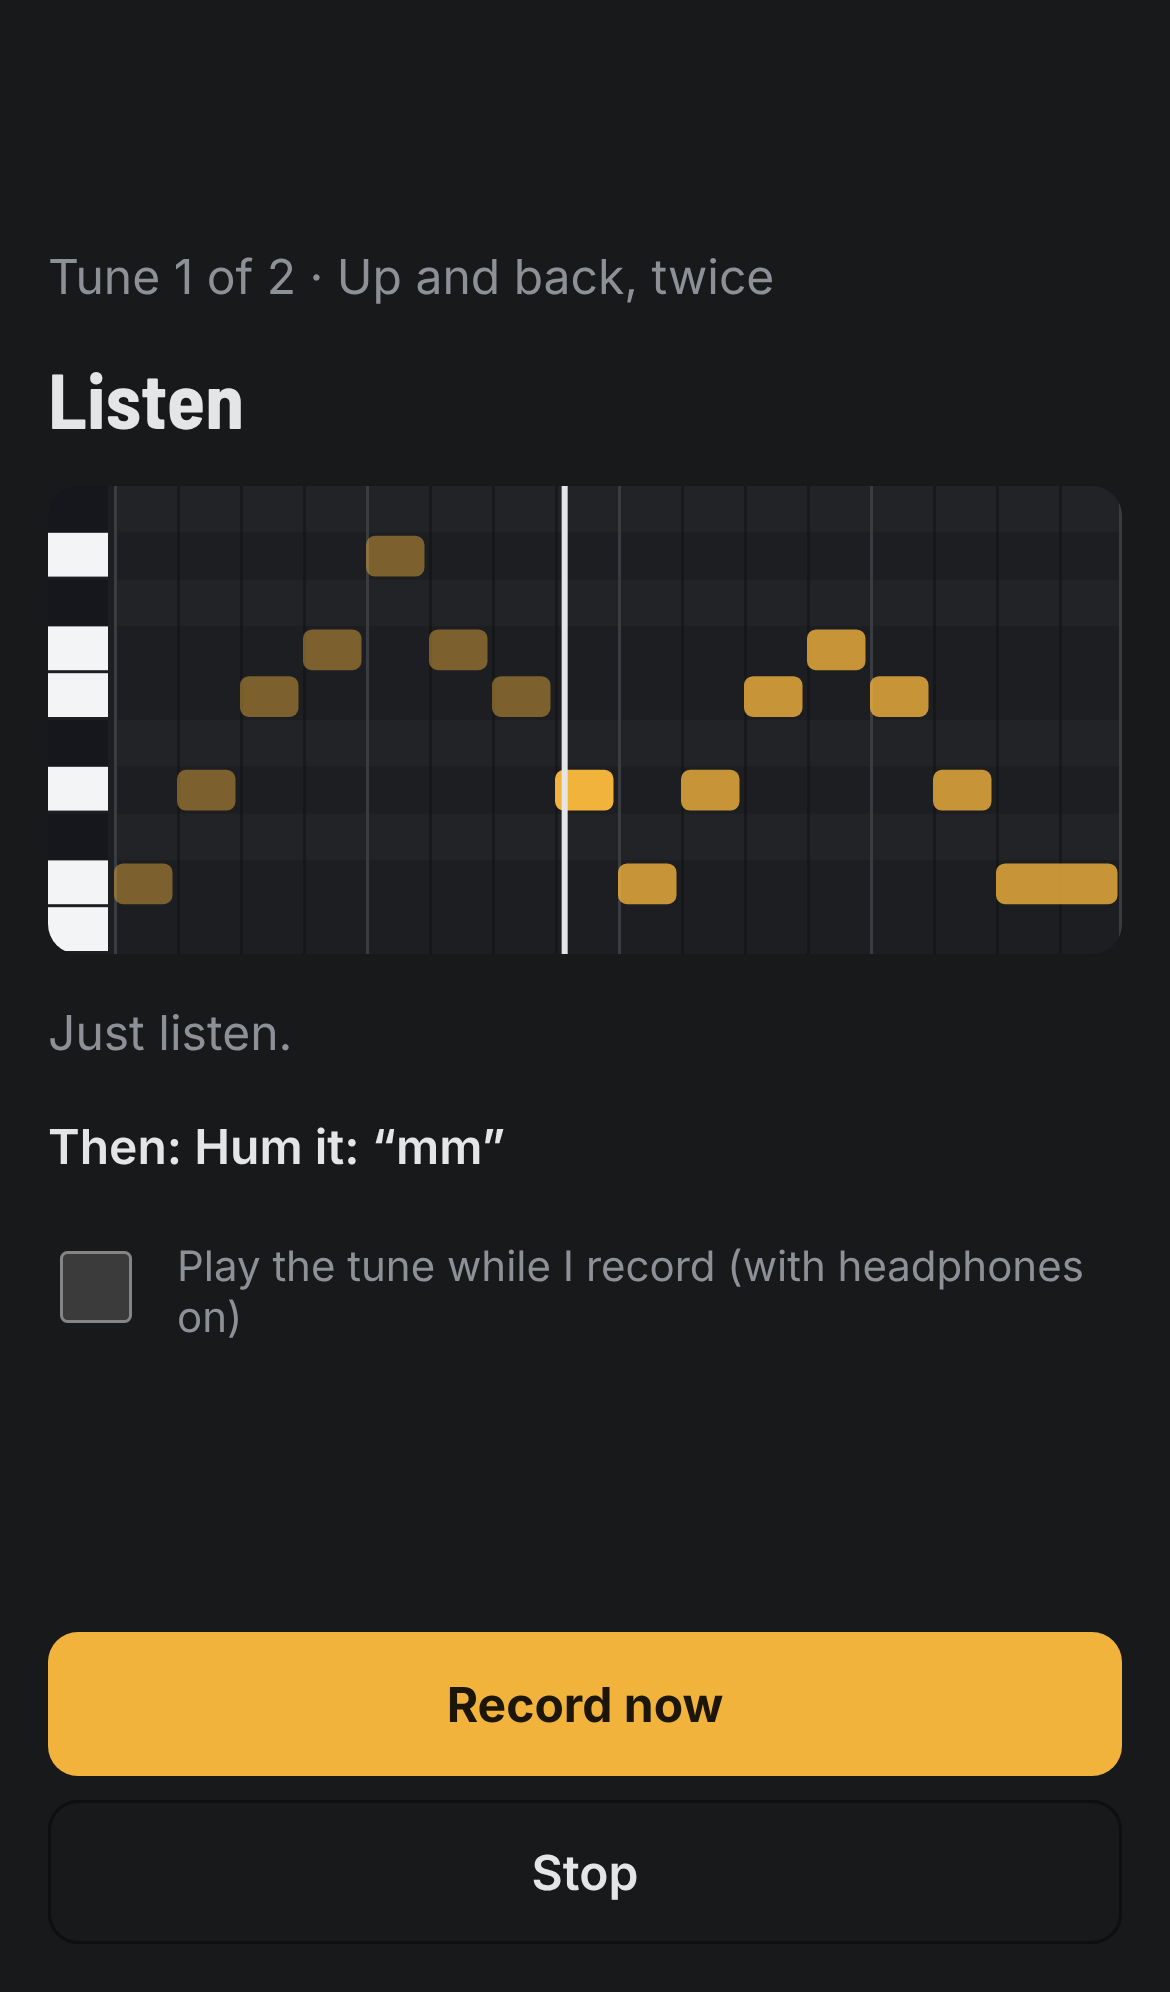 Tune 1 of 2 · Up and back, twice
Listen
Just listen.
Then: Hum it: “mm”
Play the tune while I record (with headphones
on)
Record now
Stop